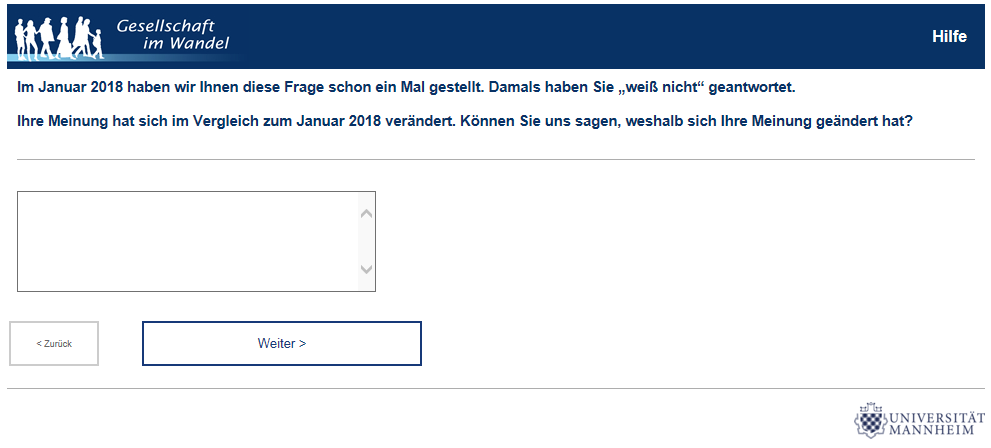 Gesellschaft
im Wandel
Hilfe
Im Januar 2018 haben wir Ihnen diese Frage schon ein Mal gestellt. Damals haben Sie „weiß nicht“ geantwortet.
Ihre Meinung hat sich im Vergleich zum Januar 2018 verändert. Können Sie uns sagen, weshalb sich Ihre Meinung geändert hat?
< Zurück
Weiter >
UNIVERSITÄT
MANNHEIM